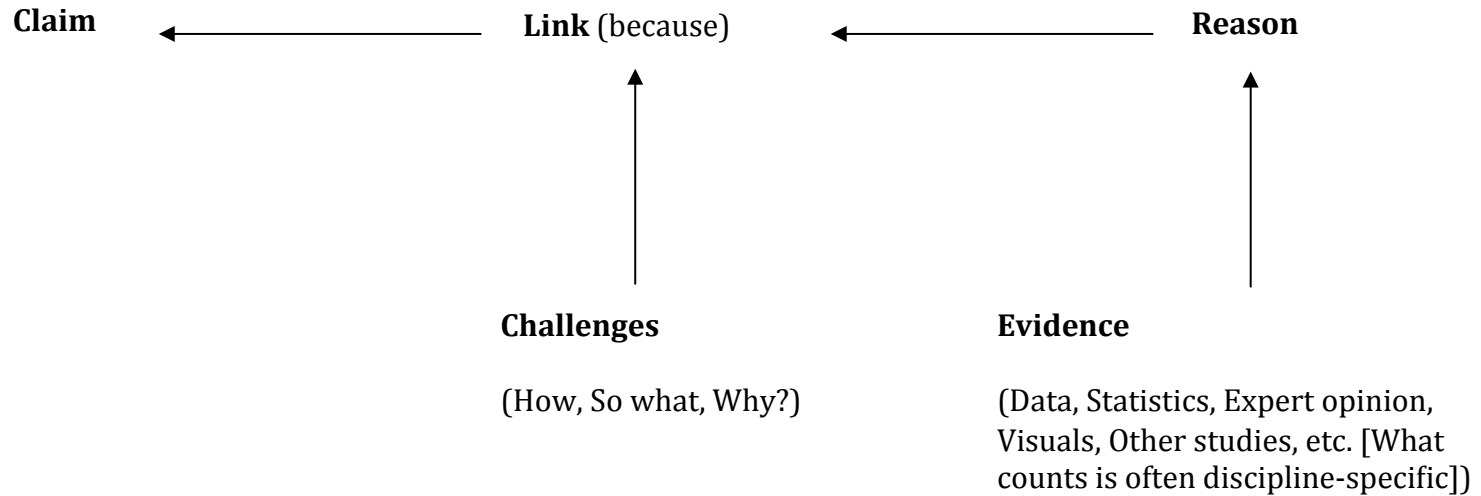 Claim
Link (because)
Reason
Challenges
(How, So what, Why?)
Evidence
(Data, Statistics, Expert opinion,
Visuals, Other studies, etc. [What
counts is often discipline-specific])